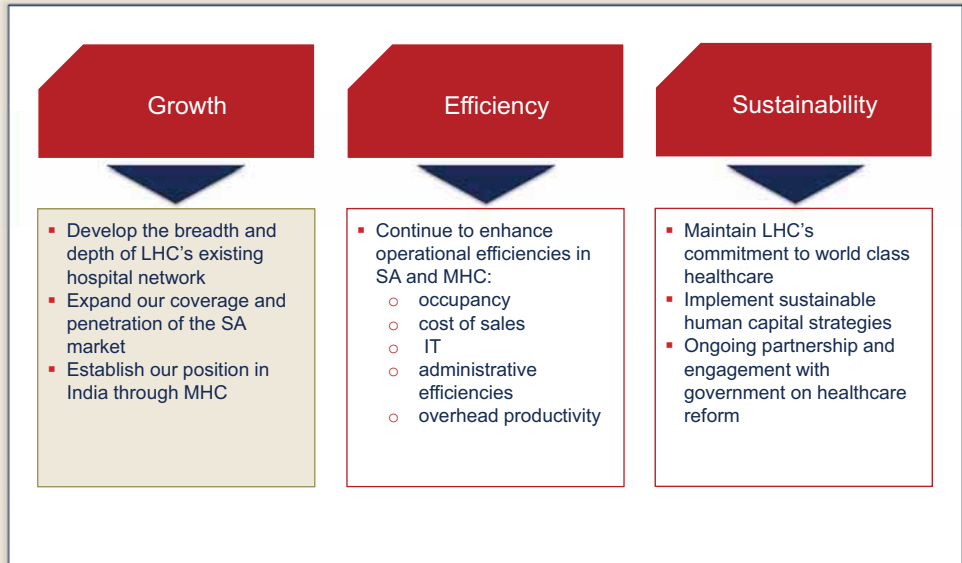 Growth
▪ Develop the breadth and
depth of LHC's existing
hospital network
▪ Expand our coverage and
penetration of the SA
market
▪ Establish our position in
India through MHC
Efficiency
▪ Continue to enhance
operational efficiencies in
SA and MHC:
o occupancy
o cost of sales
o IT
o administrative
efficiencies
o overhead productivity
Sustainability
▪ Maintain LHC's
commitment to world class
healthcare
▪ Implement sustainable
human capital strategies
▪ Ongoing partnership and
engagement with
government on healthcare
reform